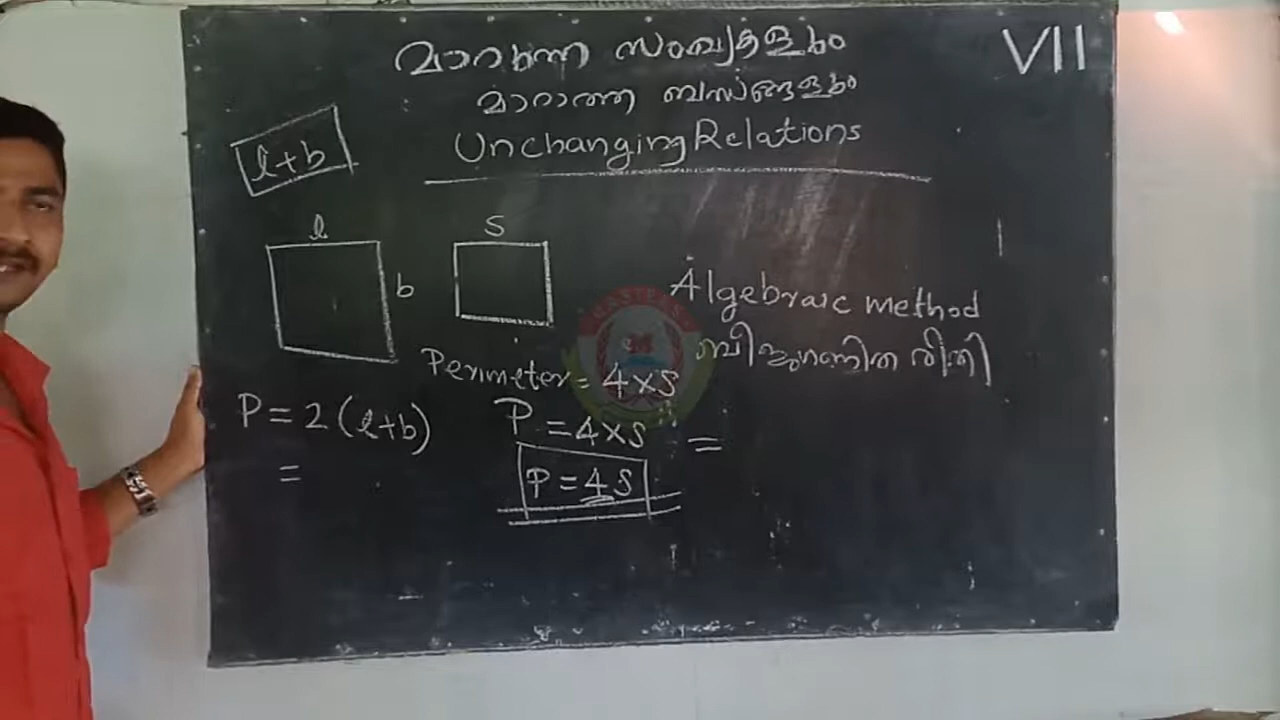 മാറുന്ന സംഖ്യകളും
VII
മാറാത്ത ബന്ധങ്ങളും
Unchanging Relations
l+b
l
S
b
Algebraic method
ബീജഗണിത രീതി
Perimeter = 4×S
P = 2(l+b)
P = 4×S
=
=
P = 4S